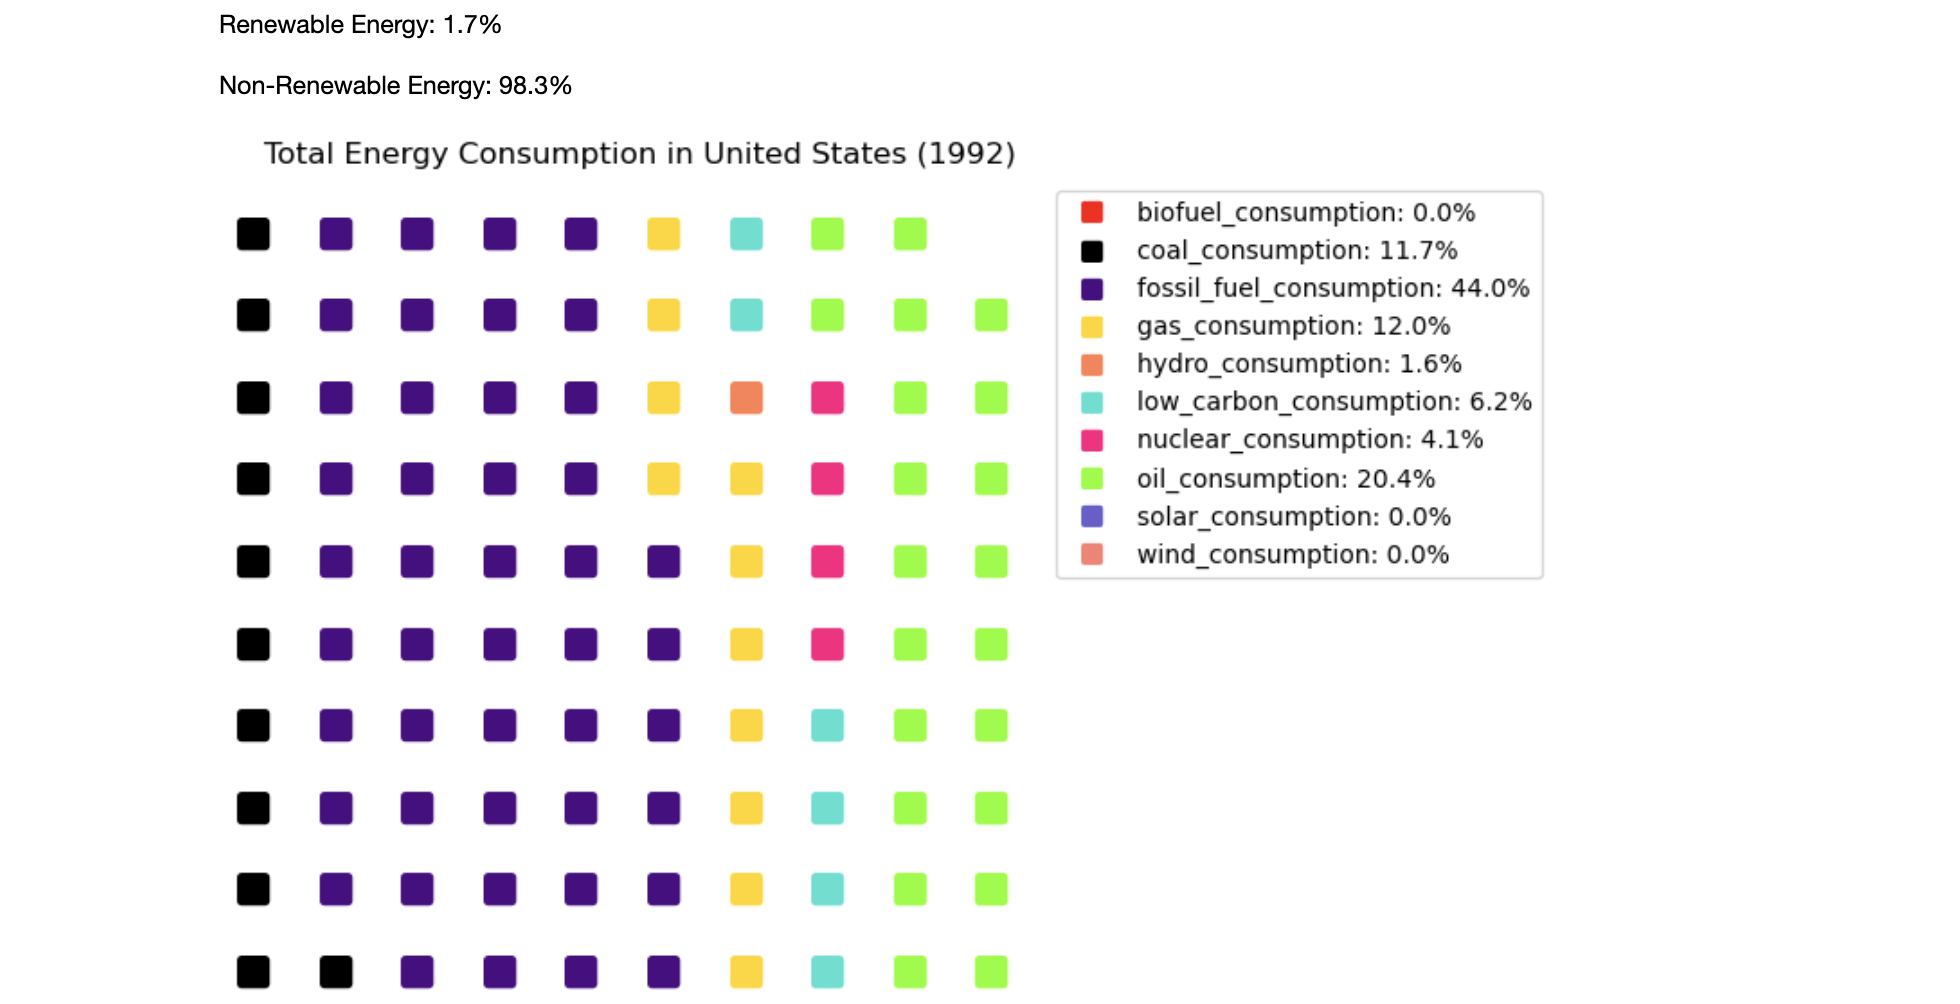 Renewable Energy: 1.7%
Non-Renewable Energy: 98.3%
Total Energy Consumption in United States (1992)
biofuel_consumption: 0.0%
coal_consumption: 11.7%
fossil_fuel_consumption: 44.0%
gas_consumption: 12.0%
hydro_consumption: 1.6%
low_carbon_consumption: 6.2%
nuclear_consumption: 4.1%
oil_consumption: 20.4%
solar_consumption: 0.0%
wind_consumption: 0.0%